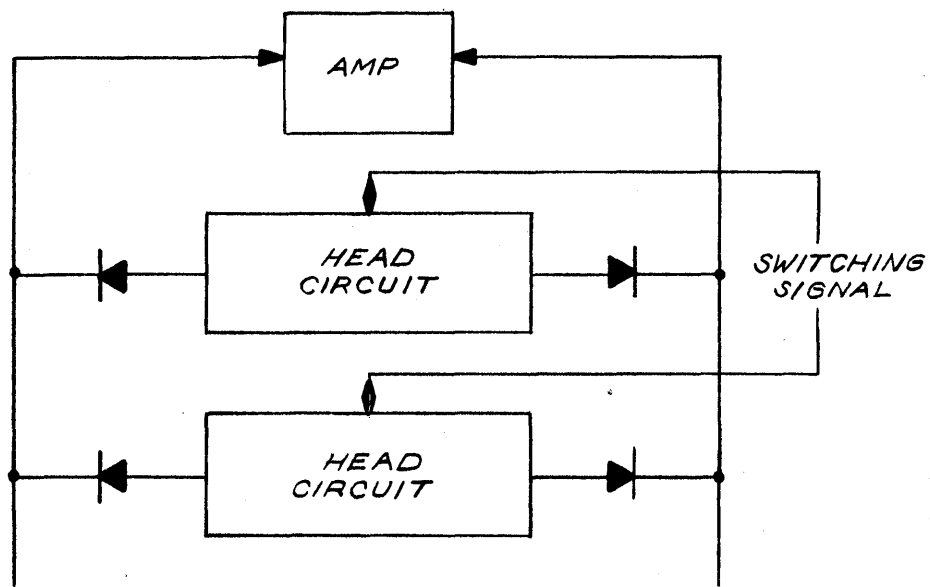 AMP
HEAD
CIRCUIT
SWITCHING
SIGNAL
HEAD
CIRCUIT